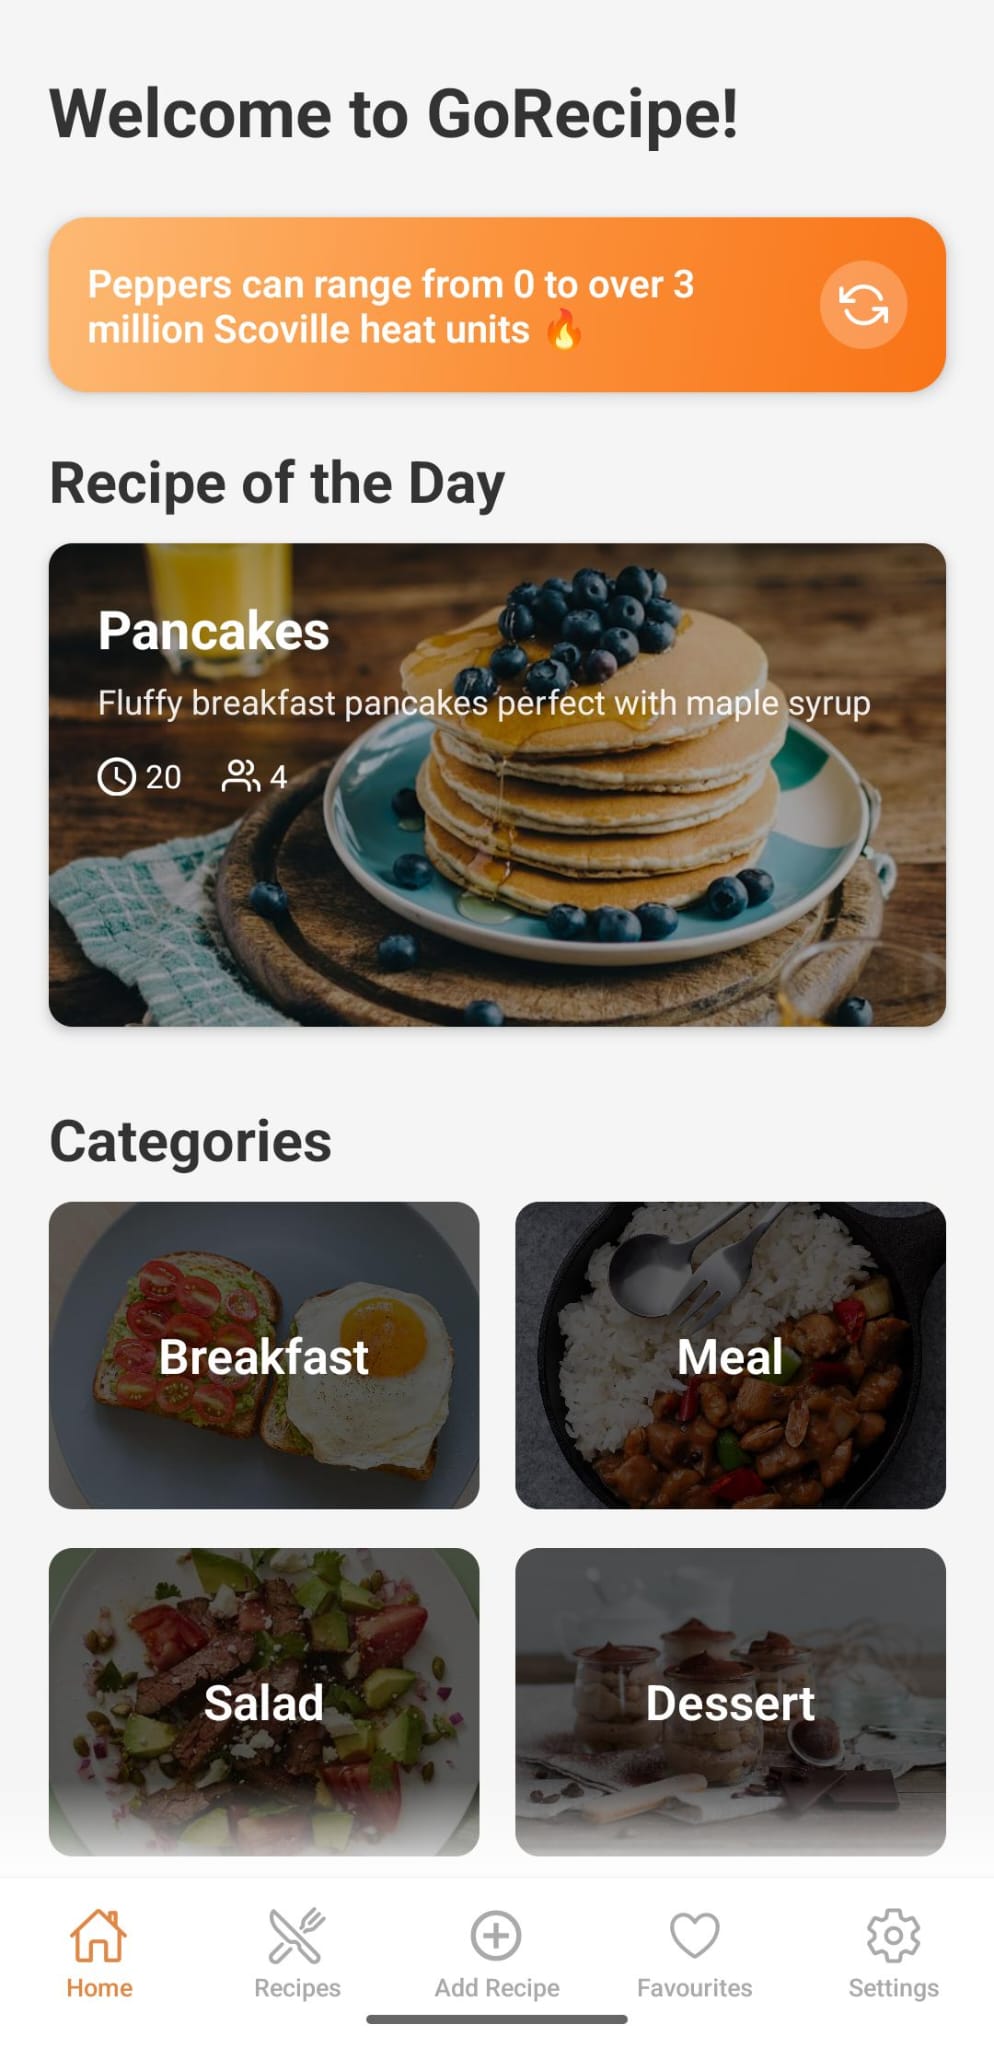 Welcome to GoRecipe!
Peppers can range from 0 to over 3
million Scoville heat units 🔥
Recipe of the Day
Pancakes
Fluffy breakfast pancakes perfect with maple syrup
20 4
Categories
Breakfast Meal
Salad Dessert
Home Recipes Add Recipe Favourites Settings